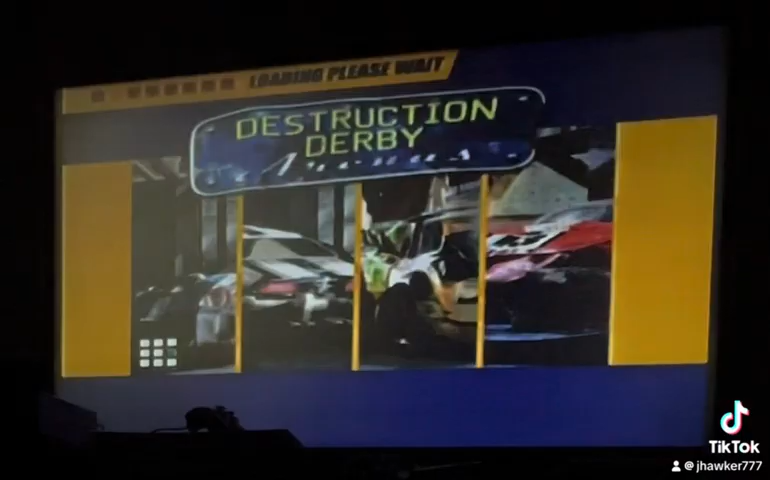 LOADING PLEASE WAIT
DESTRUCTION
DERBY
TikTok
@jhawker777